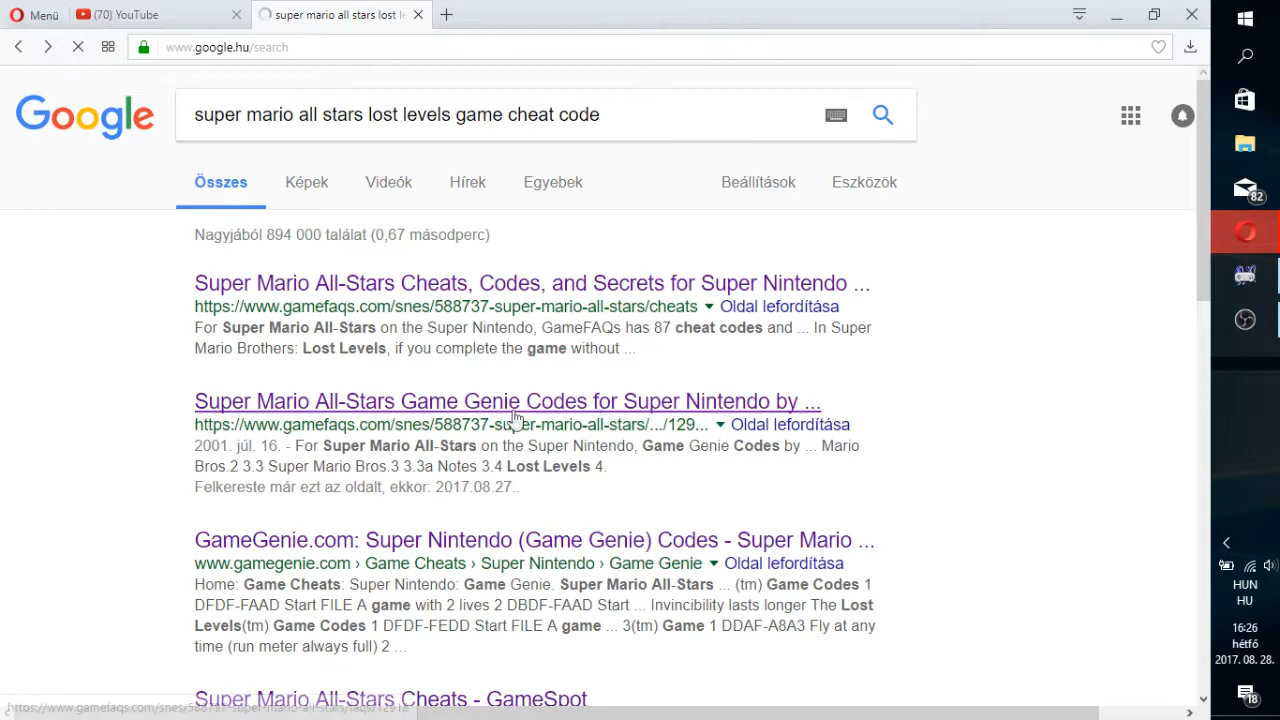 Menü
(70) YouTube
super mario all stars lost le
www.google.hu/search
Google
super mario all stars lost levels game cheat code
Összes Képek Videók Hírek Egyebek Beállítások Eszközök
Nagyjából 894 000 találat (0,67 másodperc)
Super Mario All-Stars Cheats, Codes, and Secrets for Super Nintendo ...
https://www.gamefaqs.com/snes/588737-super-mario-all-stars/cheats Oldal lefordítása
For Super Mario All-Stars on the Super Nintendo, GameFAQs has 87 cheat codes and ... In Super
Mario Brothers: Lost Levels, if you complete the game without ...
Super Mario All-Stars Game Genie Codes for Super Nintendo by ...
https://www.gamefaqs.com/snes/588737-super-mario-all-stars/.../129... Oldal lefordítása
2001. júl. 16. - For Super Mario All-Stars on the Super Nintendo, Game Genie Codes by ... Mario
Bros.2 3.3 Super Mario Bros.3 3.3a Notes 3.4 Lost Levels 4.
Felkereste már ezt az oldalt, ekkor: 2017.08.27..
GameGenie.com: Super Nintendo (Game Genie) Codes - Super Mario ...
www.gamegenie.com › Game Cheats › Super Nintendo › Game Genie Oldal lefordítása
Home: Game Cheats: Super Nintendo: Game Genie. Super Mario All-Stars ... (tm) Game Codes 1
DFDF-FAAD Start FILE A game with 2 lives 2 DBDF-FAAD Start ... Invincibility lasts longer The Lost
Levels(tm) Game Codes 1 DFDF-FEDD Start FILE A game ... 3(tm) Game 1 DDAF-A8A3 Fly at any
time (run meter always full) 2 ...
Super Mario All-Stars Cheats - GameSpot
https://www.gamefaqs.com/snes/588737-super-mario-all-stars/faqs/12918
82
HUN
HU
16:26
hétfő
2017. 08. 28.
18